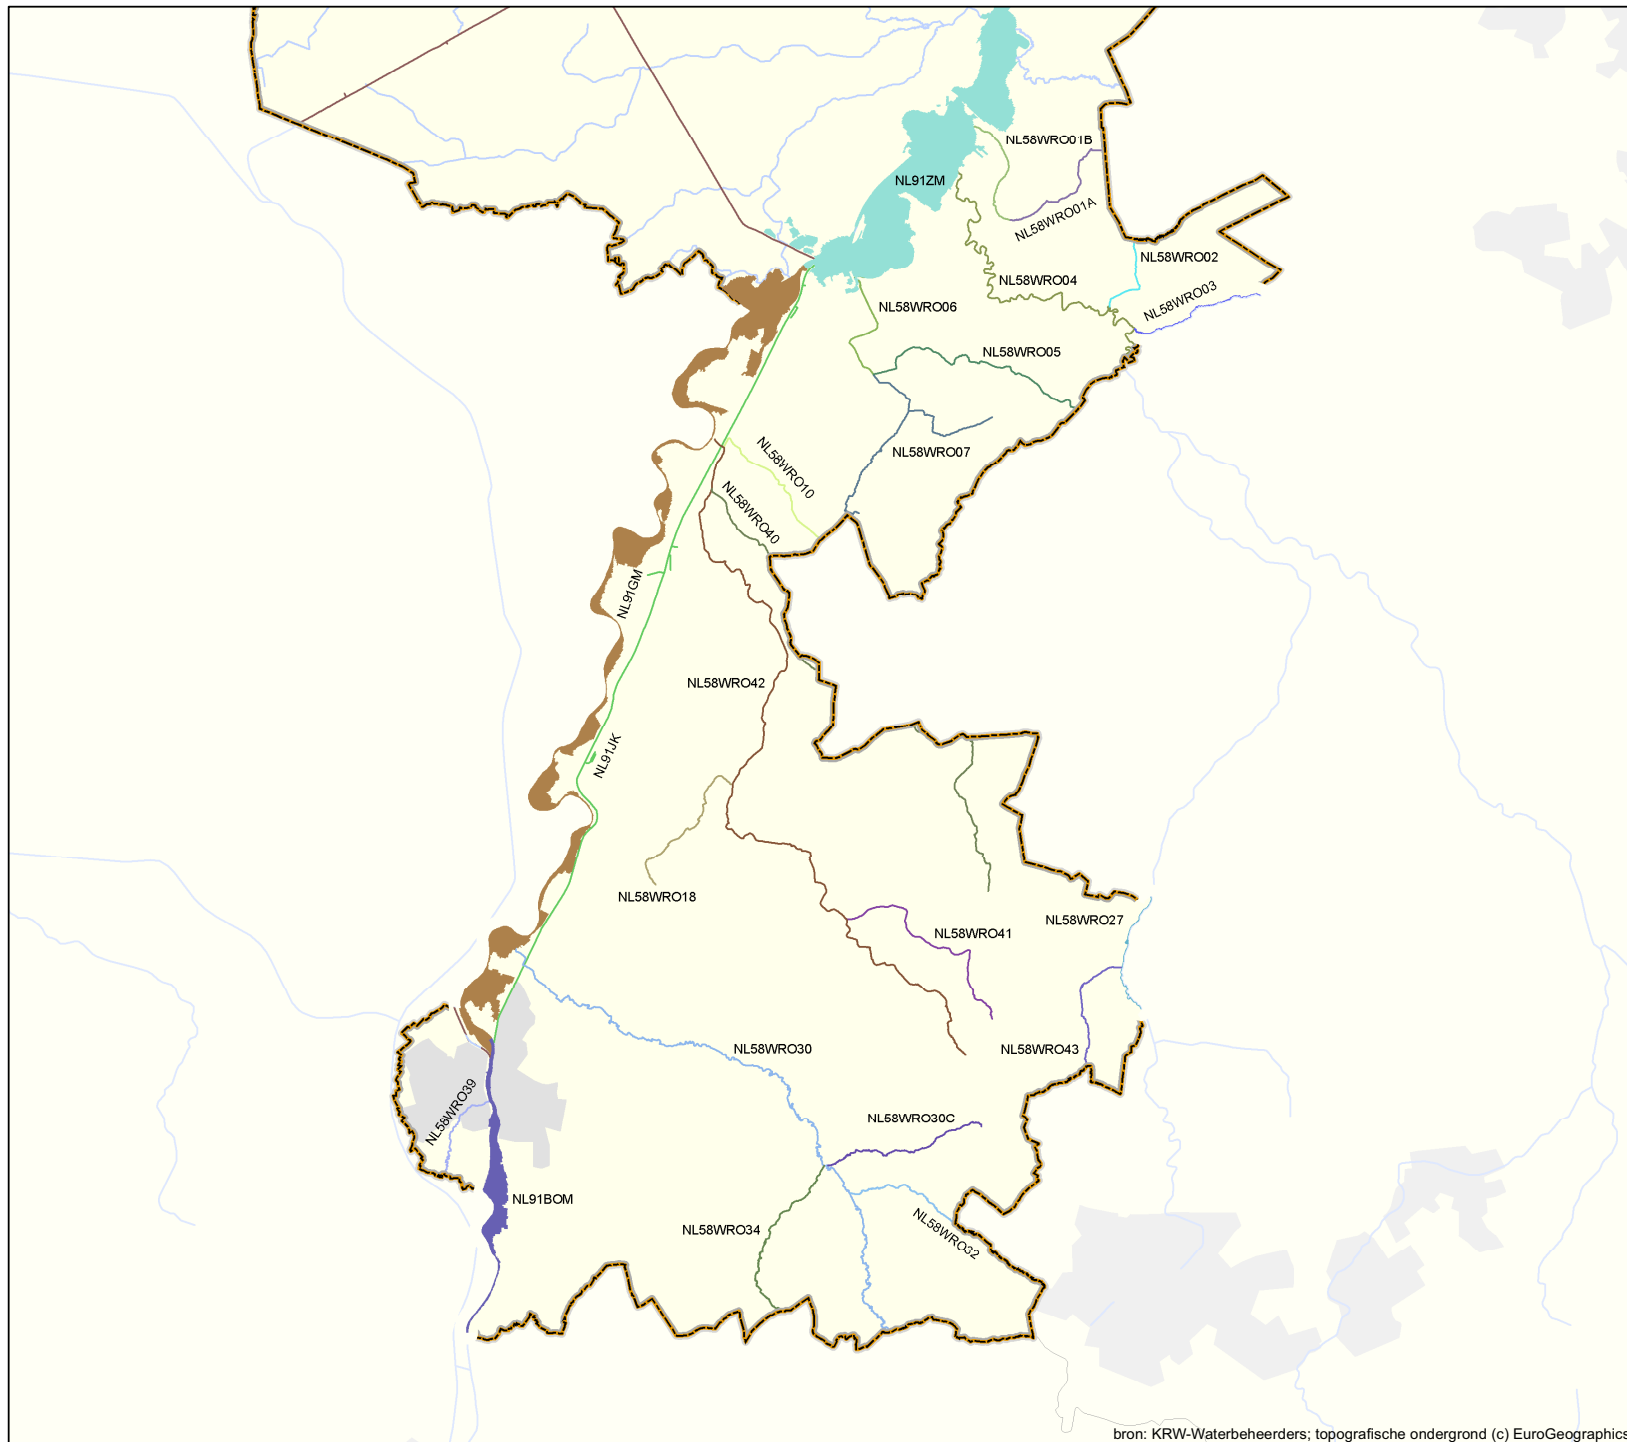 NL58WRO01B
NL91ZM
NL58WRO01A
NL58WRO02
NL58WRO04
NL58WRO03
NL58WRO06
NL58WRO05
NL58WRO10
NL58WRO07
NL58WRO40
NL91GM
NL58WRO42
NL91JK
NL58WRO18
NL58WRO27
NL58WRO41
NL58WRO30
NL58WRO43
NL58WRO39
NL58WRO30C
NL91BOM
NL58WRO34
NL58WRO32
bron: KRW-Waterbeheerders; topografische ondergrond (c) EuroGeographics